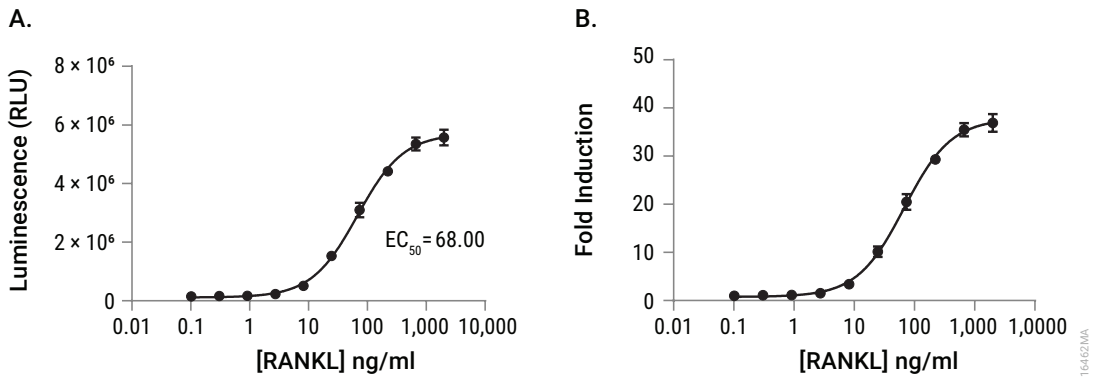 A.
Luminescence (RLU)
8 × 10⁶
6 × 10⁶
4 × 10⁶
2 × 10⁶
0
EC₅₀=68.00
0.01 0.1 1 10 100 1,000 10,000
[RANKL] ng/ml
B.
Fold Induction
50
40
30
20
10
0
0.01 0.1 1 10 100 1,000 1,0000
[RANKL] ng/ml
16462MA